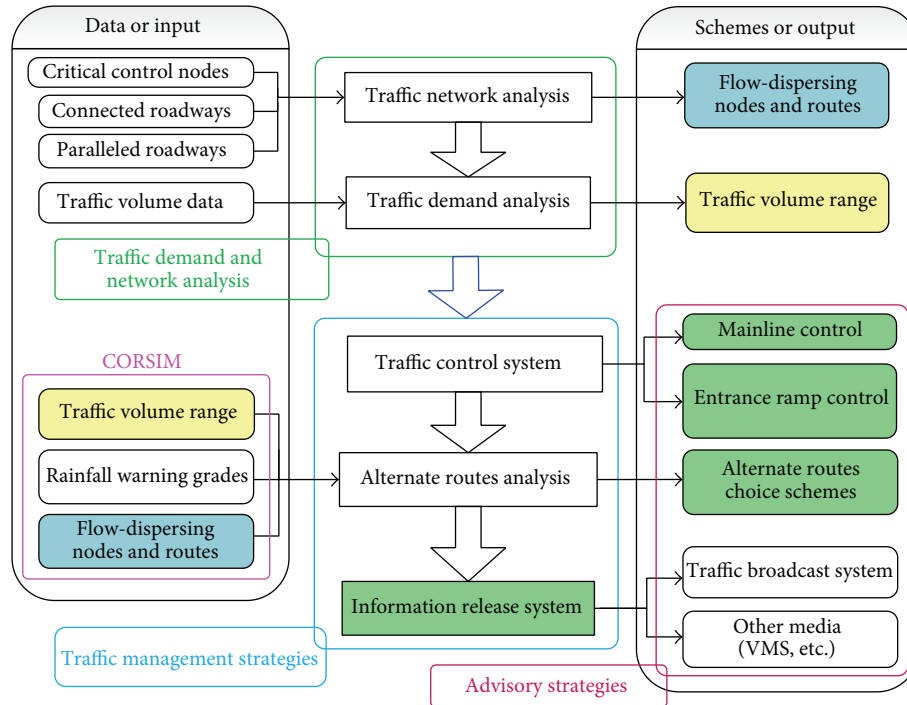 Data or input
Critical control nodes
Connected roadways
Paralleled roadways
Traffic volume data
Traffic network analysis
Traffic demand analysis
Schemes or output
Flow-dispersing
nodes and routes
Traffic volume range
Traffic demand and
network analysis
CORSIM
Traffic volume range
Rainfall warning grades
Flow-dispersing
nodes and routes
Traffic control system
Alternate routes analysis
Information release system
Mainline control
Entrance ramp control
Alternate routes
choice schemes
Traffic broadcast system
Other media
(VMS, etc.)
Traffic management strategies
Advisory strategies